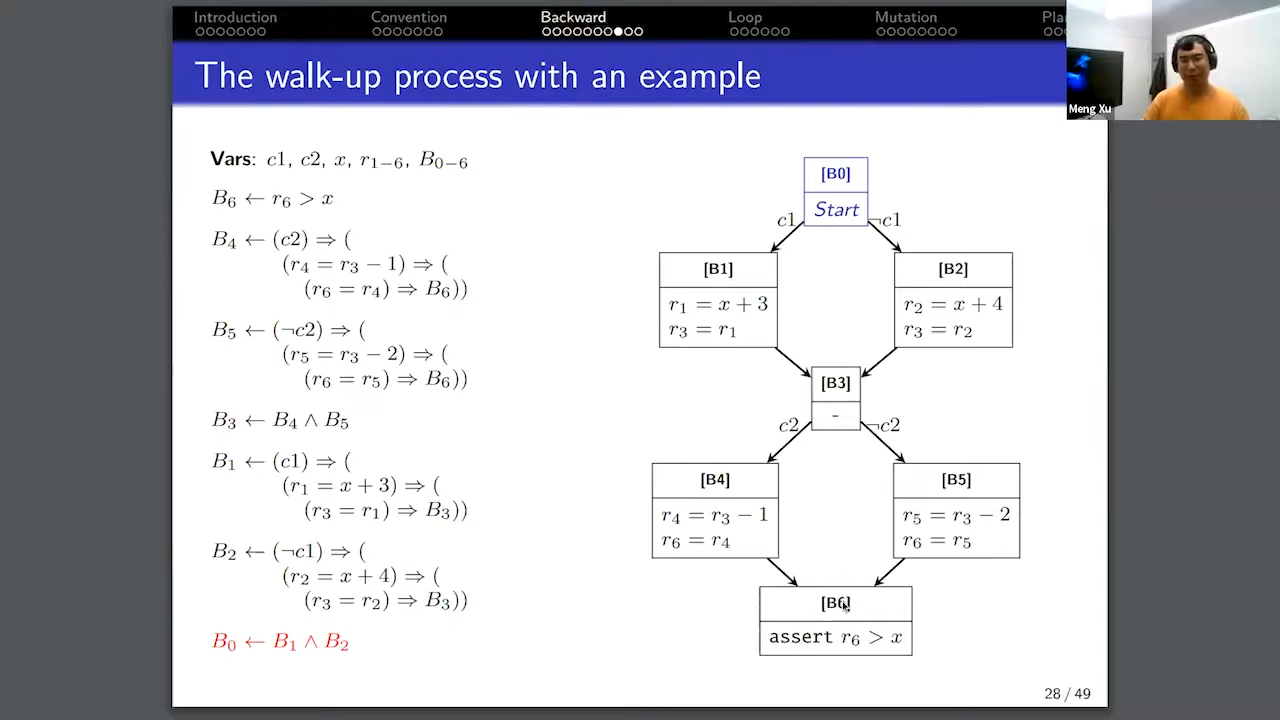 Introduction Convention Backward Loop Mutation
Meng Xu
The walk-up process with an example
Vars: c1, c2, x, r₁₋₆, B₀₋₆
B₆ ← r₆ > x
B₄ ← (c2) ⇒ (
(r₄ = r₃ − 1) ⇒ (
(r₆ = r₄) ⇒ B₆))
B₅ ← (¬c2) ⇒ (
(r₅ = r₃ − 2) ⇒ (
(r₆ = r₅) ⇒ B₆))
B₃ ← B₄ ∧ B₅
B₁ ← (c1) ⇒ (
(r₁ = x + 3) ⇒ (
(r₃ = r₁) ⇒ B₃))
B₂ ← (¬c1) ⇒ (
(r₂ = x + 4) ⇒ (
(r₃ = r₂) ⇒ B₃))
B₀ ← B₁ ∧ B₂
[B0]
Start
c1 ¬c1
[B1]
r₁ = x + 3
r₃ = r₁
[B2]
r₂ = x + 4
r₃ = r₂
[B3]
-
c2 ¬c2
[B4]
r₄ = r₃ − 1
r₆ = r₄
[B5]
r₅ = r₃ − 2
r₆ = r₅
[B6]
assert r₆ > x
28 / 49